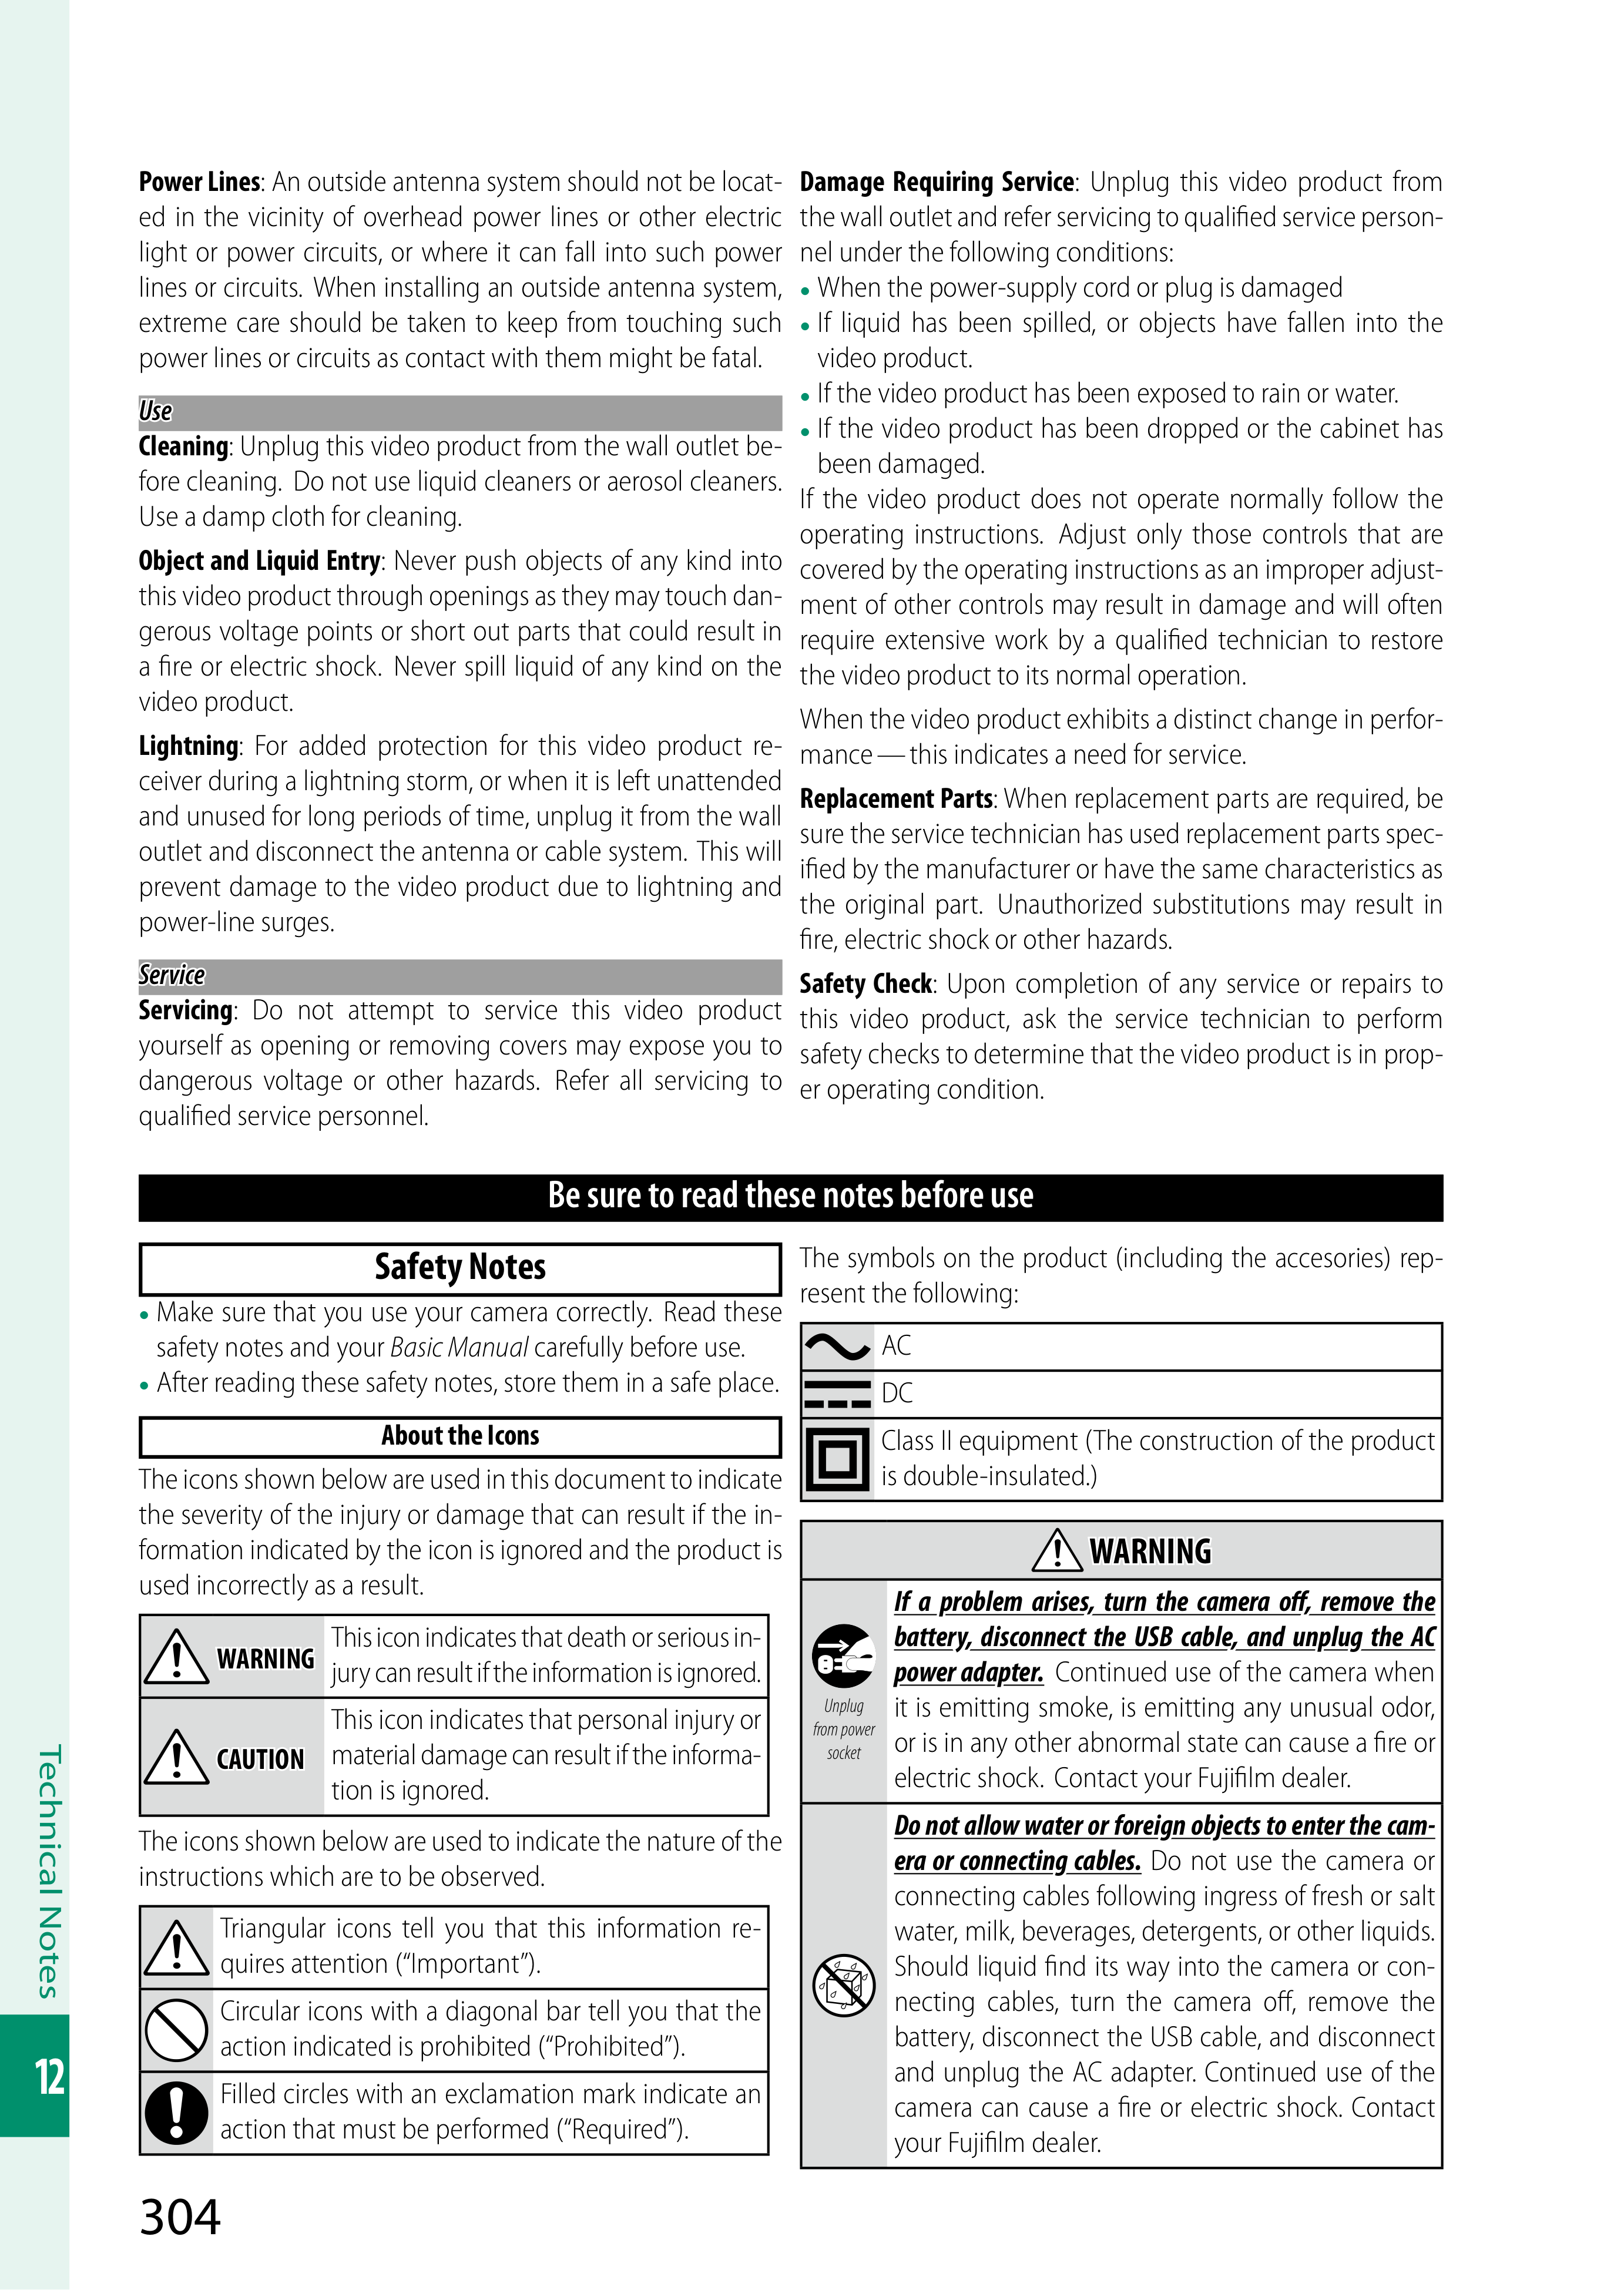 Power Lines: An outside antenna system should not be locat-
ed in the vicinity of overhead power lines or other electric
light or power circuits, or where it can fall into such power
lines or circuits. When installing an outside antenna system,
extreme care should be taken to keep from touching such
power lines or circuits as contact with them might be fatal.
Use
Cleaning: Unplug this video product from the wall outlet be-
fore cleaning. Do not use liquid cleaners or aerosol cleaners.
Use a damp cloth for cleaning.
Object and Liquid Entry: Never push objects of any kind into
this video product through openings as they may touch dan-
gerous voltage points or short out parts that could result in
a fire or electric shock. Never spill liquid of any kind on the
video product.
Lightning: For added protection for this video product re-
ceiver during a lightning storm, or when it is left unattended
and unused for long periods of time, unplug it from the wall
outlet and disconnect the antenna or cable system. This will
prevent damage to the video product due to lightning and
power-line surges.
Service
Servicing: Do not attempt to service this video product
yourself as opening or removing covers may expose you to
dangerous voltage or other hazards. Refer all servicing to
qualified service personnel.
Damage Requiring Service: Unplug this video product from
the wall outlet and refer servicing to qualified service person-
nel under the following conditions:
• When the power-supply cord or plug is damaged
• If liquid has been spilled, or objects have fallen into the
video product.
• If the video product has been exposed to rain or water.
• If the video product has been dropped or the cabinet has
been damaged.
If the video product does not operate normally follow the
operating instructions. Adjust only those controls that are
covered by the operating instructions as an improper adjust-
ment of other controls may result in damage and will often
require extensive work by a qualified technician to restore
the video product to its normal operation.
When the video product exhibits a distinct change in perfor-
mance — this indicates a need for service.
Replacement Parts: When replacement parts are required, be
sure the service technician has used replacement parts spec-
ified by the manufacturer or have the same characteristics as
the original part. Unauthorized substitutions may result in
fire, electric shock or other hazards.
Safety Check: Upon completion of any service or repairs to
this video product, ask the service technician to perform
safety checks to determine that the video product is in prop-
er operating condition.
Be sure to read these notes before use
Safety Notes
• Make sure that you use your camera correctly. Read these
safety notes and your Basic Manual carefully before use.
• After reading these safety notes, store them in a safe place.
About the Icons
The icons shown below are used in this document to indicate
the severity of the injury or damage that can result if the in-
formation indicated by the icon is ignored and the product is
used incorrectly as a result.
WARNING
This icon indicates that death or serious in-
jury can result if the information is ignored.
CAUTION
This icon indicates that personal injury or
material damage can result if the informa-
tion is ignored.
The icons shown below are used to indicate the nature of the
instructions which are to be observed.
Triangular icons tell you that this information re-
quires attention (“Important”).
Circular icons with a diagonal bar tell you that the
action indicated is prohibited (“Prohibited”).
Filled circles with an exclamation mark indicate an
action that must be performed (“Required”).
The symbols on the product (including the accesories) rep-
resent the following:
AC
DC
Class II equipment (The construction of the product
is double-insulated.)
WARNING
Unplug
from power
socket
If a problem arises, turn the camera off, remove the
battery, disconnect the USB cable, and unplug the AC
power adapter. Continued use of the camera when
it is emitting smoke, is emitting any unusual odor,
or is in any other abnormal state can cause a fire or
electric shock. Contact your Fujifilm dealer.
Do not allow water or foreign objects to enter the cam-
era or connecting cables. Do not use the camera or
connecting cables following ingress of fresh or salt
water, milk, beverages, detergents, or other liquids.
Should liquid find its way into the camera or con-
necting cables, turn the camera off, remove the
battery, disconnect the USB cable, and disconnect
and unplug the AC adapter. Continued use of the
camera can cause a fire or electric shock. Contact
your Fujifilm dealer.
Technical Notes
12
304